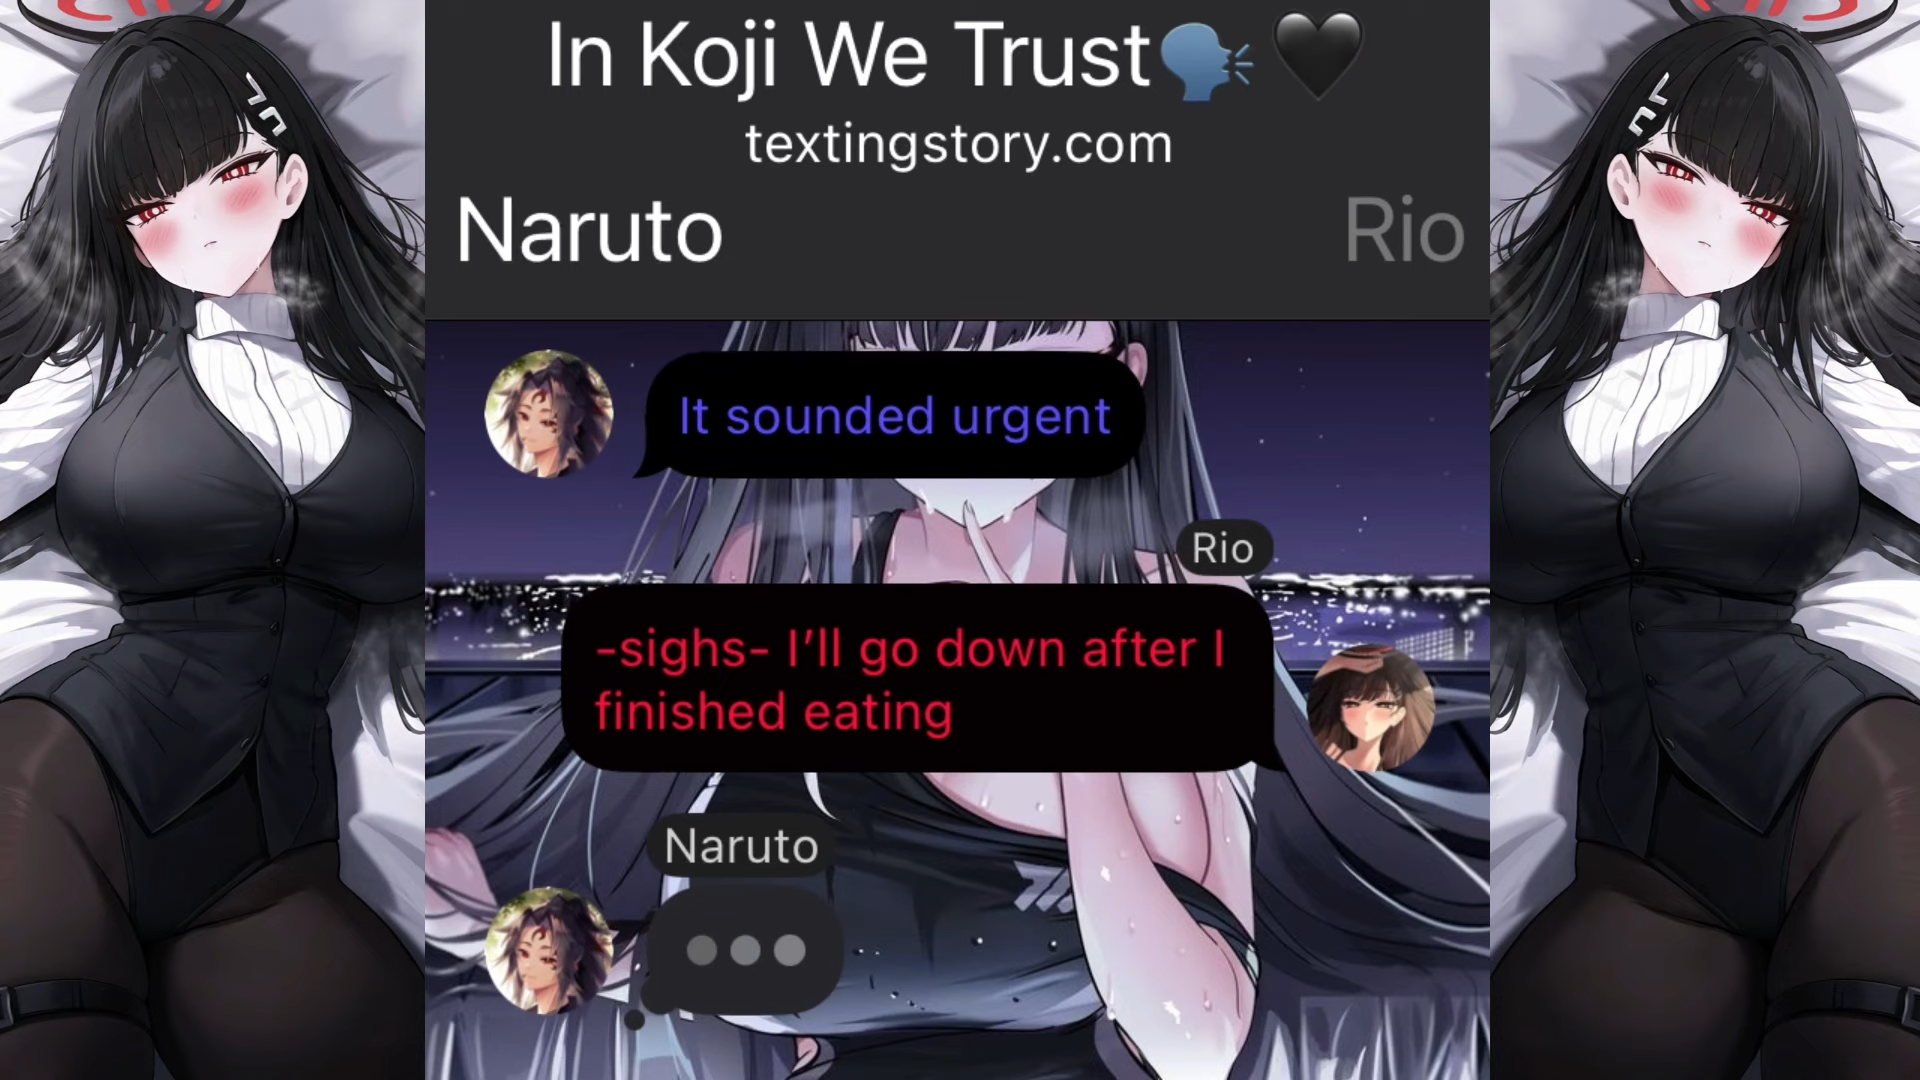 In Koji We Trust🗣️🖤
textingstory.com
Naruto Rio
It sounded urgent
Rio
-sighs- I’ll go down after I
finished eating
Naruto